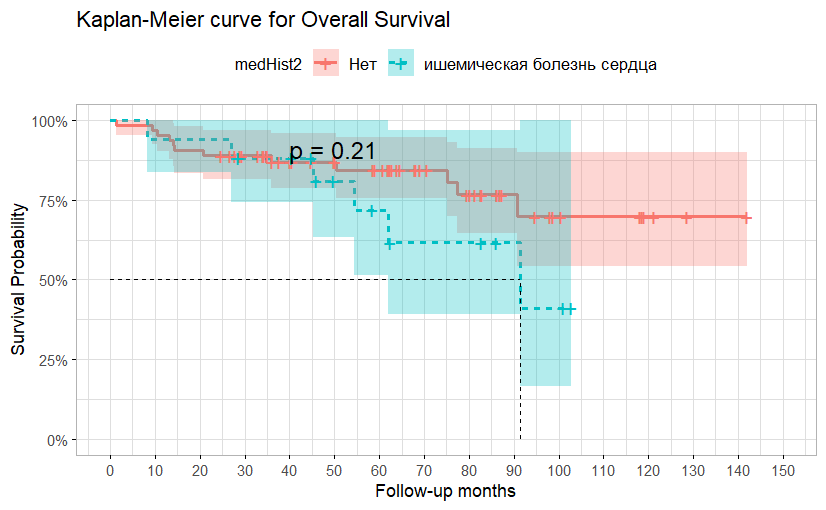 Kaplan-Meier curve for Overall Survival
medHist2 Нет ишемическая болезнь сердца
100%
75%
50%
25%
0%
Survival Probability
p = 0.21
0 10 20 30 40 50 60 70 80 90 100 110 120 130 140 150
Follow-up months